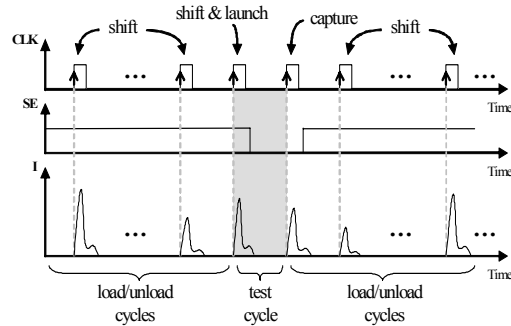 shift
shift & launch
capture
shift
CLK
•••
•••
•••
Time
SE
Time
I
•••
•••
•••
Time
load/unload
cycles
test
cycle
load/unload
cycles